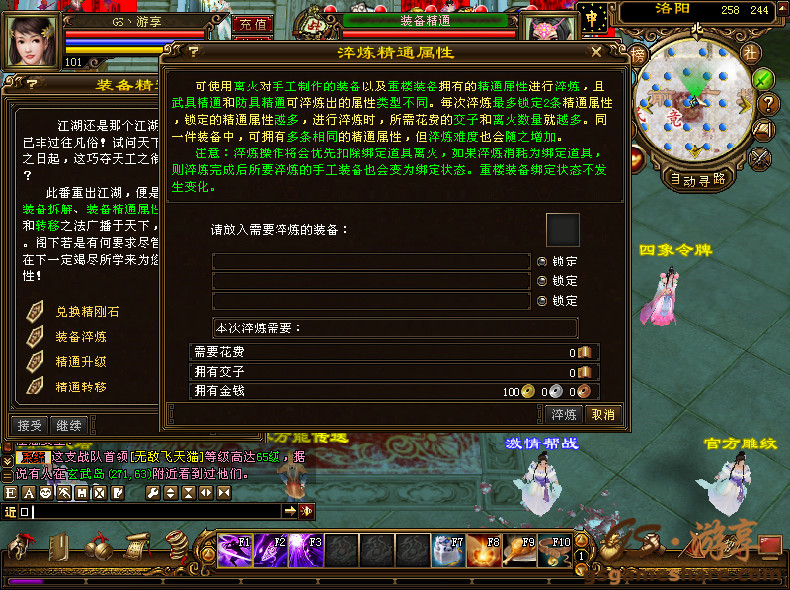 GS丶游享
充值
装备精通
洛阳
258 244
101
申
榜
社
自动寻路
淬炼精通属性
可使用离火对手工制作的装备以及重楼装备拥有的精通属性进行淬炼，且
武具精通和防具精通可淬炼出的属性类型不同。每次淬炼最多锁定2条精通属性
，锁定的精通属性越多，进行淬炼时，所需花费的交子和离火数量就越多。同
一件装备中，可拥有多条相同的精通属性，但淬炼难度也会随之增加。
注意：淬炼操作将会优先扣除绑定道具离火，如果淬炼消耗为绑定道具，
则淬炼完成后所要淬炼的手工装备也会变为绑定状态。重楼装备绑定状态不发
生变化。
请放入需要淬炼的装备：
锁定
锁定
锁定
本次淬炼需要：
需要花费
0
拥有交子
0
拥有金钱
100 0 0
淬炼
取消
装备精
江湖还是那个江湖
已非过往凡俗！试问天下
之日起，这巧夺天工之
？
此番重出江湖，便是
装备拆解、装备精通属性
和转移之法广播于天下，
。阁下若是有何要求尽管
在下一定竭尽所学来为您
性！
兑换精刚石
装备淬炼
精通升级
精通转移
接受
继续
四象令牌
激情帮战
官方雕纹
这支战队首领[无敌飞天猫]等级高达65级，据
说有人在玄武岛(271,63)附近看到过他们。
近
F1
F2
F3
F7
F8
F9
F10
1
GS·游享